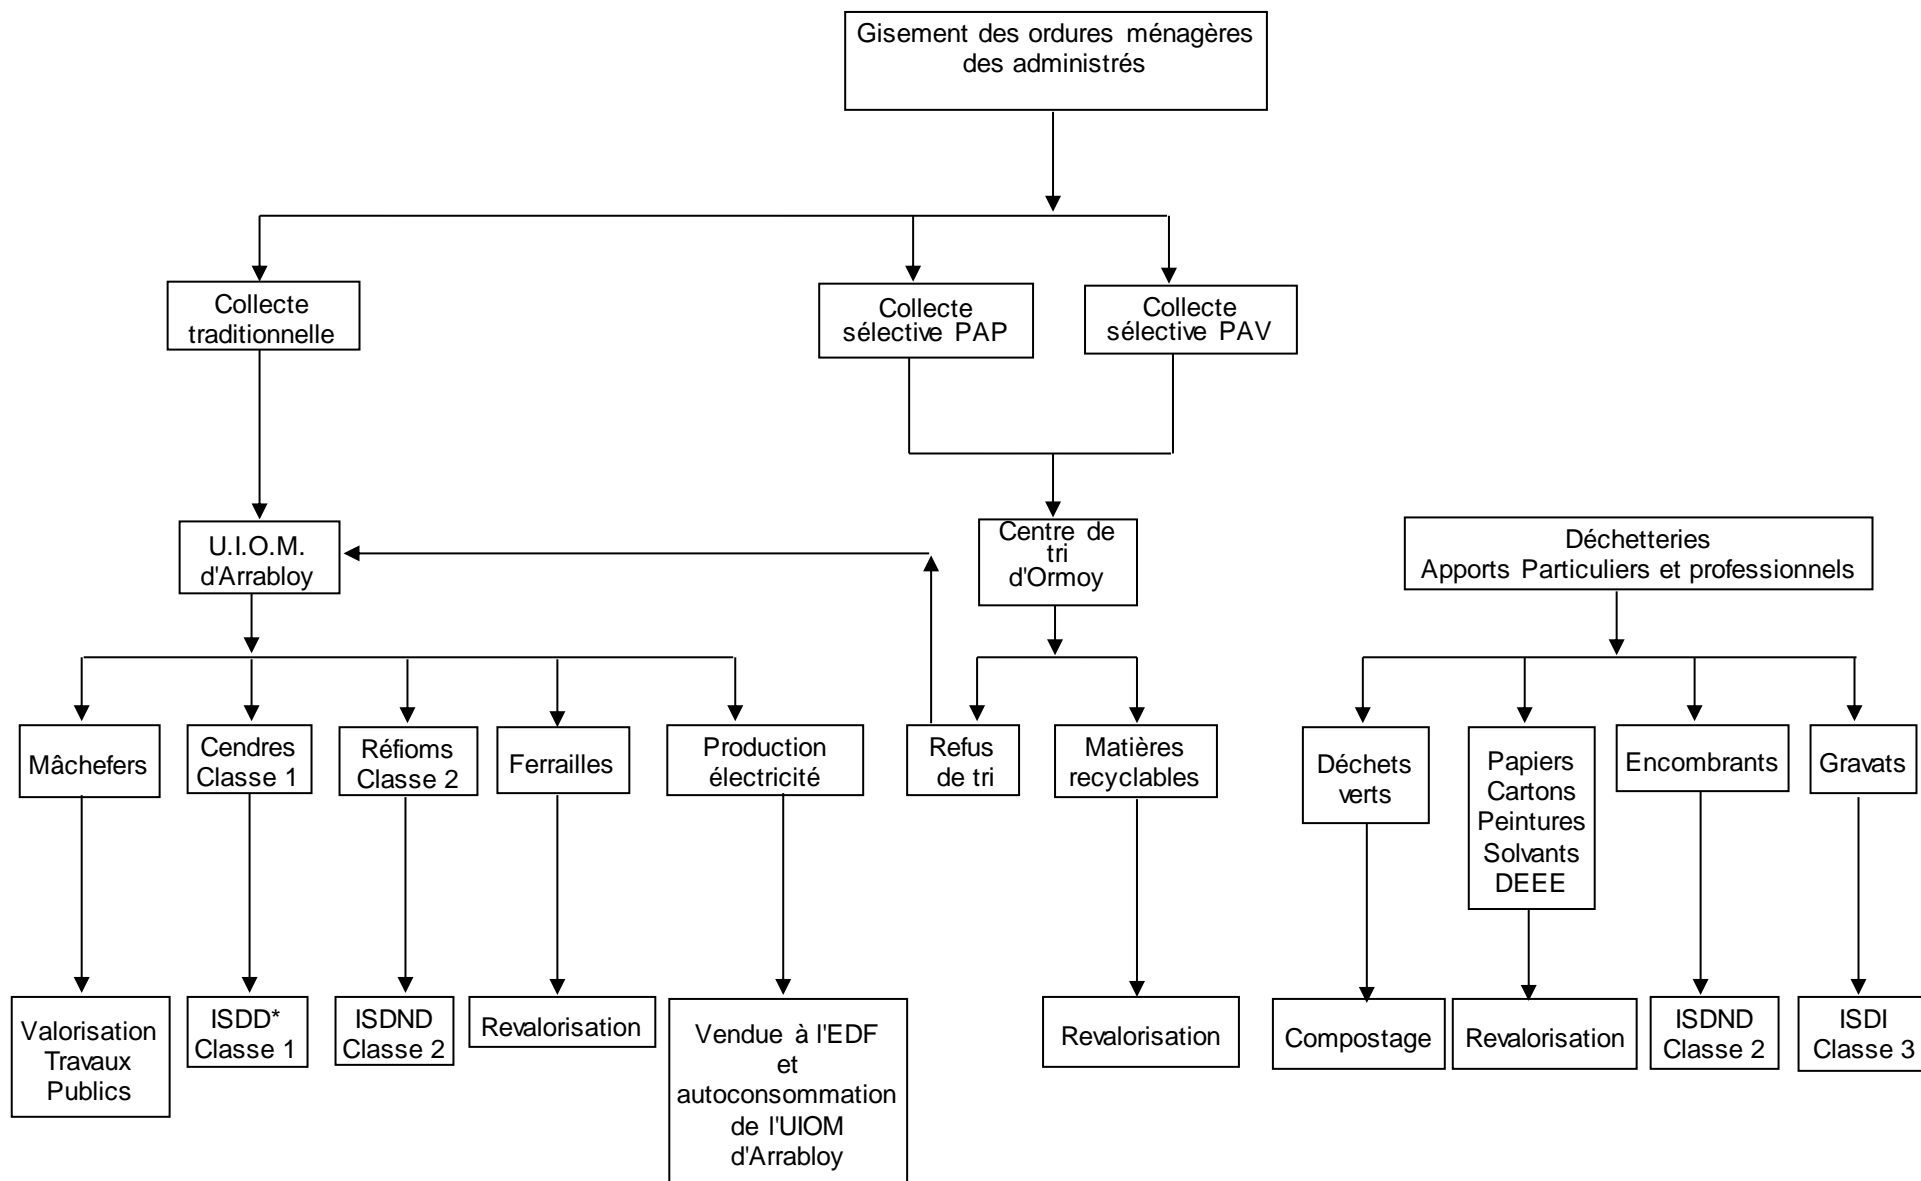 Gisement des ordures ménagères
des administrés
Collecte
traditionnelle
Collecte
sélective PAP
Collecte
sélective PAV
U.I.O.M.
d'Arrabloy
Centre de
tri
d'Ormoy
Déchetteries
Apports Particuliers et professionnels
Mâchefers
Cendres
Classe 1
Réfioms
Classe 2
Ferrailles
Production
électricité
Refus
de tri
Matières
recyclables
Déchets
verts
Papiers
Cartons
Peintures
Solvants
DEEE
Encombrants
Gravats
Valorisation
Travaux
Publics
ISDD*
Classe 1
ISDND
Classe 2
Revalorisation
Vendue à l'EDF
et
autoconsommation
de l'UIOM
d'Arrabloy
Revalorisation
Compostage
Revalorisation
ISDND
Classe 2
ISDI
Classe 3